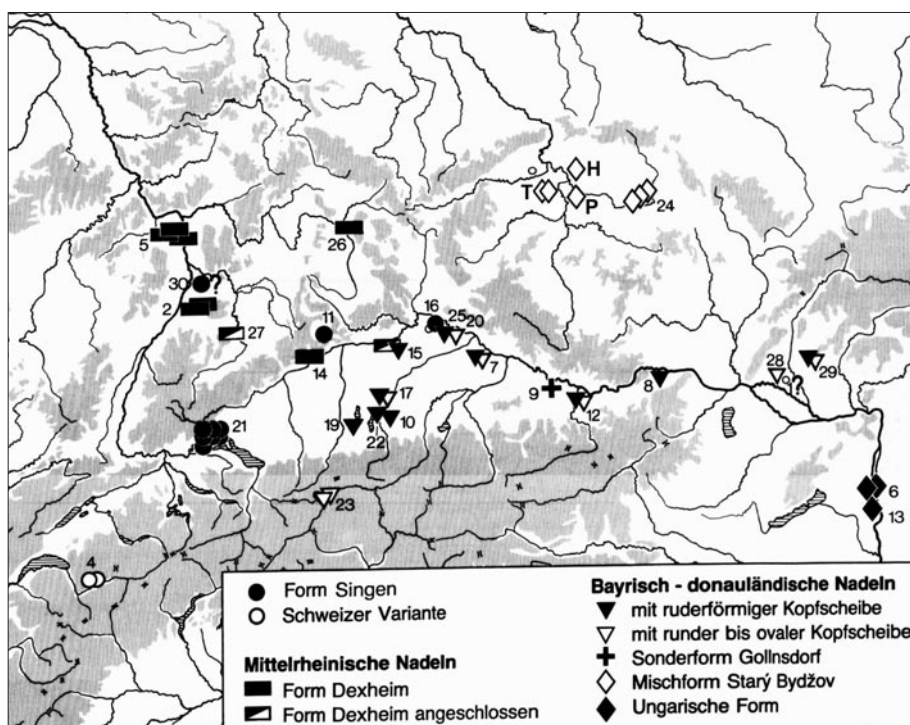 H
T
P
24
5
26
30 ?
2
27
11
16
25
20
14
15
7
28
?
29
8
9
12
17
19
22
10
21
23
6
13
4
Form Singen
Schweizer Variante
Mittelrheinische Nadeln
Form Dexheim
Form Dexheim angeschlossen
Bayrisch - donauländische Nadeln
mit ruderförmiger Kopfscheibe
mit runder bis ovaler Kopfscheibe
Sonderform Gollnsdorf
Mischform Starý Bydžov
Ungarische Form